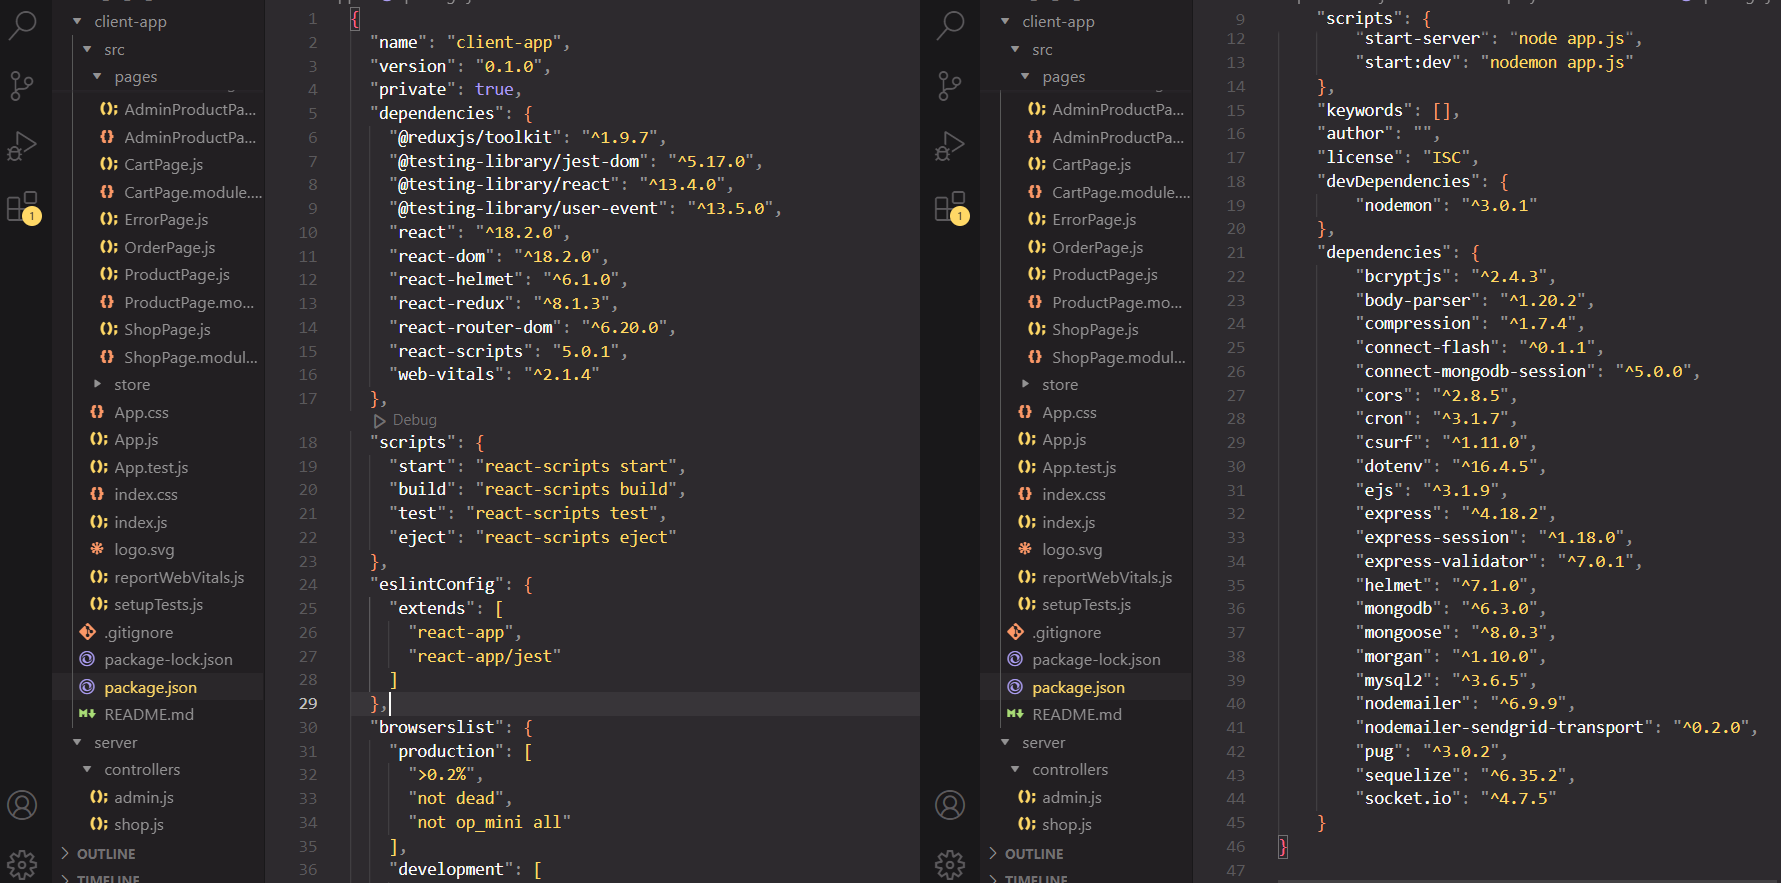 client-app
src
pages
AdminProductPa...
AdminProductPa...
CartPage.js
CartPage.module....
ErrorPage.js
OrderPage.js
ProductPage.js
ProductPage.mo...
ShopPage.js
ShopPage.modul...
store
App.css
App.js
App.test.js
index.css
index.js
logo.svg
reportWebVitals.js
setupTests.js
.gitignore
package-lock.json
package.json
README.md
server
controllers
admin.js
shop.js
OUTLINE
TIMELINE
1
1 {
2 "name": "client-app",
3 "version": "0.1.0",
4 "private": true,
5 "dependencies": {
6 "@reduxjs/toolkit": "^1.9.7",
7 "@testing-library/jest-dom": "^5.17.0",
8 "@testing-library/react": "^13.4.0",
9 "@testing-library/user-event": "^13.5.0",
10 "react": "^18.2.0",
11 "react-dom": "^18.2.0",
12 "react-helmet": "^6.1.0",
13 "react-redux": "^8.1.3",
14 "react-router-dom": "^6.20.0",
15 "react-scripts": "5.0.1",
16 "web-vitals": "^2.1.4"
17 },
Debug
18 "scripts": {
19 "start": "react-scripts start",
20 "build": "react-scripts build",
21 "test": "react-scripts test",
22 "eject": "react-scripts eject"
23 },
24 "eslintConfig": {
25 "extends": [
26 "react-app",
27 "react-app/jest"
28 ]
29 },
30 "browserslist": {
31 "production": [
32 ">0.2%",
33 "not dead",
34 "not op_mini all"
35 ],
36 "development": [
client-app
src
pages
AdminProductPa...
AdminProductPa...
CartPage.js
CartPage.module....
ErrorPage.js
OrderPage.js
ProductPage.js
ProductPage.mo...
ShopPage.js
ShopPage.modul...
store
App.css
App.js
App.test.js
index.css
index.js
logo.svg
reportWebVitals.js
setupTests.js
.gitignore
package-lock.json
package.json
README.md
server
controllers
admin.js
shop.js
OUTLINE
TIMELINE
1
9 "scripts": {
12 "start-server": "node app.js",
13 "start:dev": "nodemon app.js"
14 },
15 "keywords": [],
16 "author": "",
17 "license": "ISC",
18 "devDependencies": {
19 "nodemon": "^3.0.1"
20 },
21 "dependencies": {
22 "bcryptjs": "^2.4.3",
23 "body-parser": "^1.20.2",
24 "compression": "^1.7.4",
25 "connect-flash": "^0.1.1",
26 "connect-mongodb-session": "^5.0.0",
27 "cors": "^2.8.5",
28 "cron": "^3.1.7",
29 "csurf": "^1.11.0",
30 "dotenv": "^16.4.5",
31 "ejs": "^3.1.9",
32 "express": "^4.18.2",
33 "express-session": "^1.18.0",
34 "express-validator": "^7.0.1",
35 "helmet": "^7.1.0",
36 "mongodb": "^6.3.0",
37 "mongoose": "^8.0.3",
38 "morgan": "^1.10.0",
39 "mysql2": "^3.6.5",
40 "nodemailer": "^6.9.9",
41 "nodemailer-sendgrid-transport": "^0.2.0",
42 "pug": "^3.0.2",
43 "sequelize": "^6.35.2",
44 "socket.io": "^4.7.5"
45 }
46 }
47